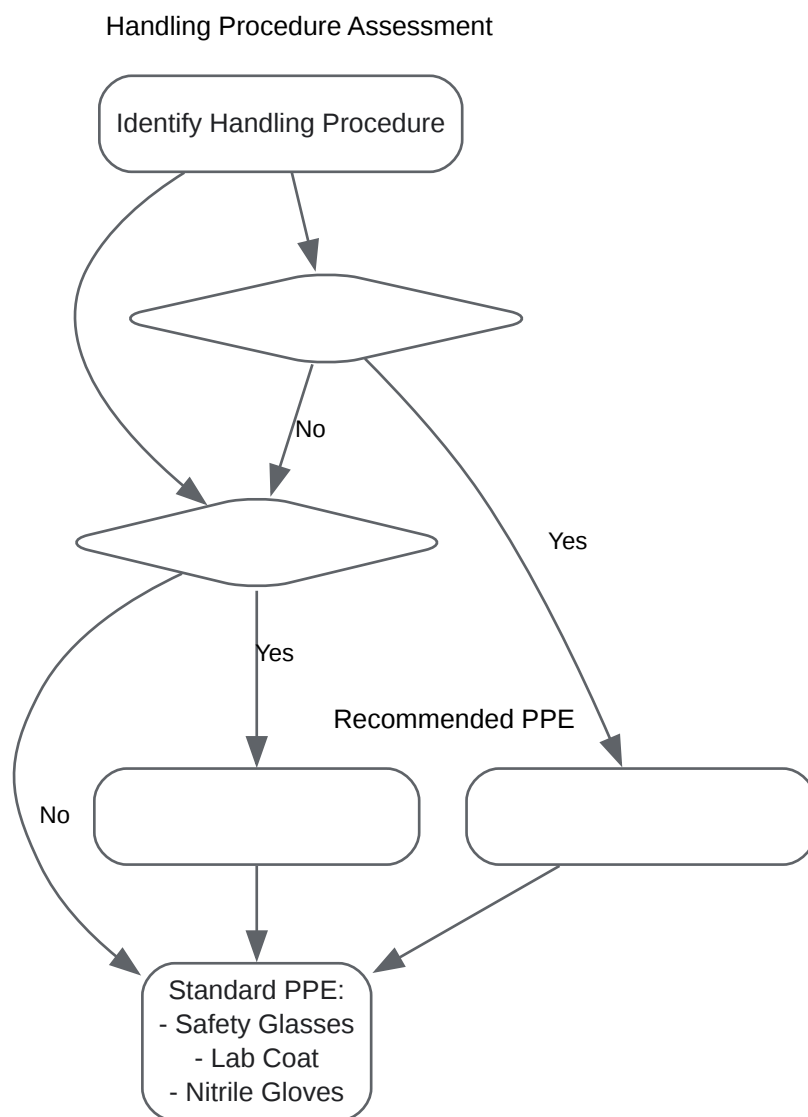 Handling Procedure Assessment
Identify Handling Procedure
No
Yes
Yes
Recommended PPE
No
Standard PPE:
- Safety Glasses
- Lab Coat
- Nitrile Gloves